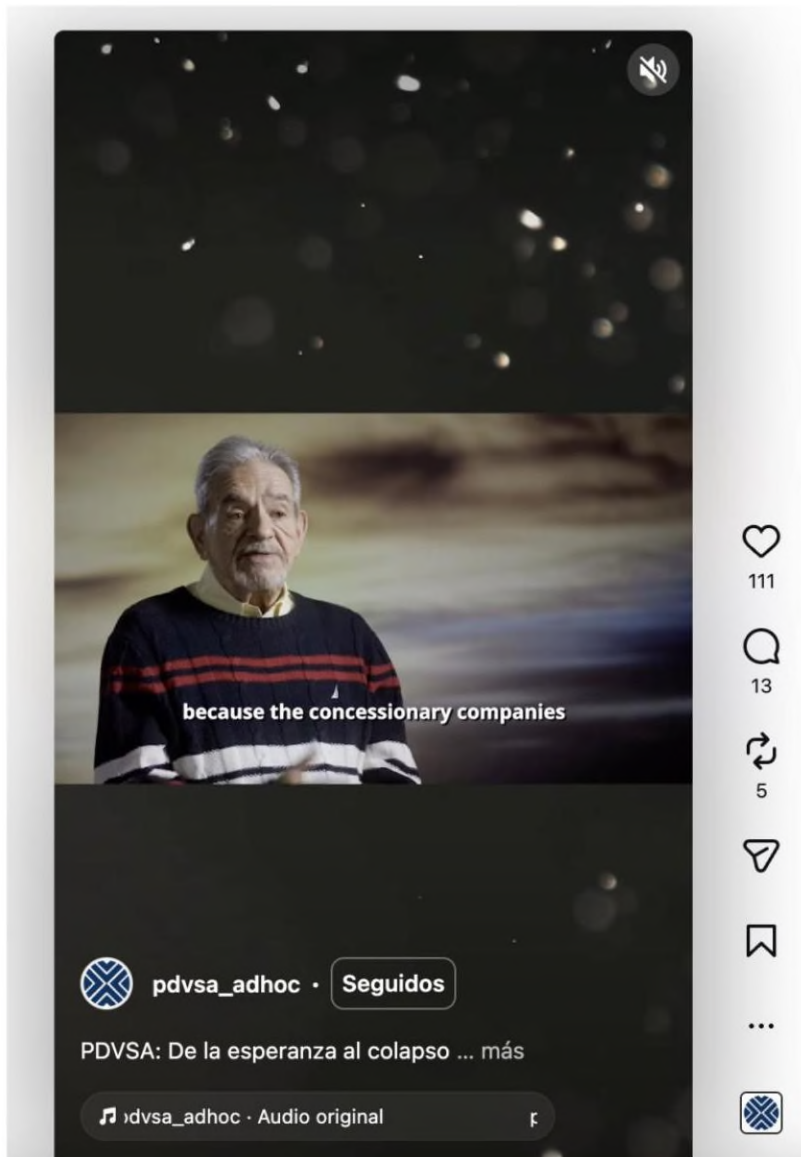 because the concessionary companies
111
13
5
pdvsa_adhoc · Seguidos
PDVSA: De la esperanza al colapso ... más
dvsa_adhoc · Audio original